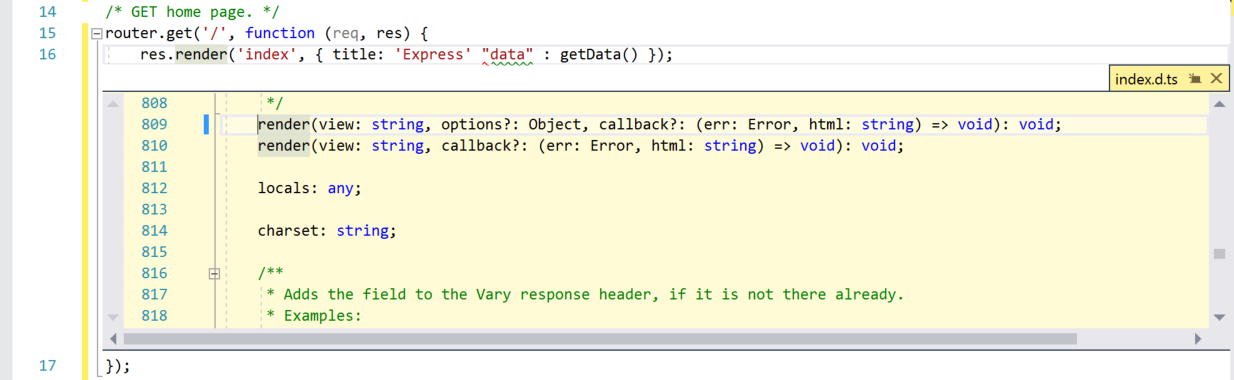 14 /* GET home page. */
15 router.get('/', function (req, res) {
16 res.render('index', { title: 'Express' "data" : getData() });
index.d.ts
808 */
809 render(view: string, options?: Object, callback?: (err: Error, html: string) => void): void;
810 render(view: string, callback?: (err: Error, html: string) => void): void;
811
812 locals: any;
813
814 charset: string;
815
816 /**
817 * Adds the field to the Vary response header, if it is not there already.
818 * Examples:
17 });